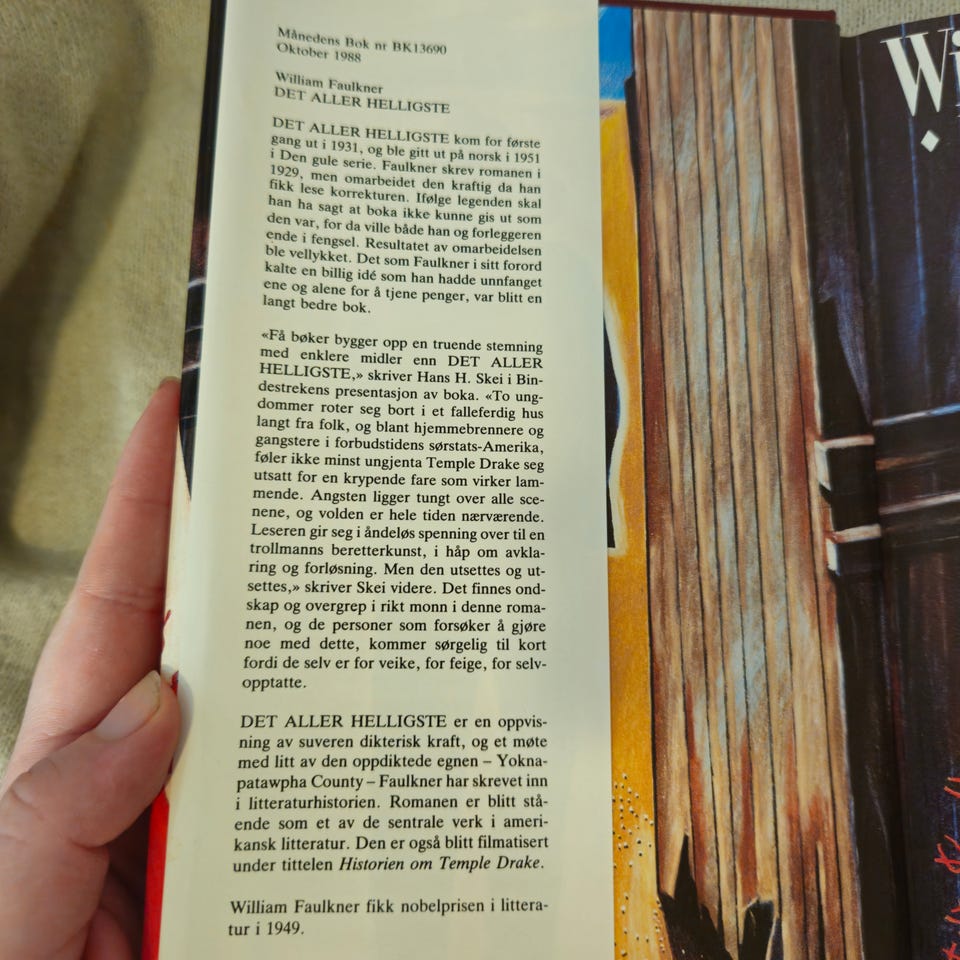 Månedens Bok nr BK13690
Oktober 1988
William Faulkner
DET ALLER HELLIGSTE
DET ALLER HELLIGSTE kom for første
gang ut i 1931, og ble gitt ut på norsk i 1951
i Den gule serie. Faulkner skrev romanen i
1929, men omarbeidet den kraftig da han
fikk lese korrekturen. Ifølge legenden skal
han ha sagt at boka ikke kunne gis ut som
den var, for da ville både han og forleggeren
ende i fengsel. Resultatet av omarbeidelsen
ble vellykket. Det som Faulkner i sitt forord
kalte en billig idé som han hadde unnfanget
ene og alene for å tjene penger, var blitt en
langt bedre bok.
«Få bøker bygger opp en truende stemning
med enklere midler enn DET ALLER
HELLIGSTE,» skriver Hans H. Skei i Bin-
destrekens presentasjon av boka. «To ung-
dommer roter seg bort i et falleferdig hus
langt fra folk, og blant hjemmebrennere og
gangstere i forbudstidens sørstats-Amerika,
føler ikke minst ungjenta Temple Drake seg
utsatt for en krypende fare som virker lam-
mende. Angsten ligger tungt over alle sce-
nene, og volden er hele tiden nærværende.
Leseren gir seg i åndeløs spenning over til en
trollmanns beretterkunst, i håp om avkla-
ring og forløsning. Men den utsettes og ut-
settes,» skriver Skei videre. Det finnes ond-
skap og overgrep i rikt monn i denne roma-
nen, og de personer som forsøker å gjøre
noe med dette, kommer sørgelig til kort
fordi de selv er for veike, for feige, for selv-
opptatte.
DET ALLER HELLIGSTE er en oppvis-
ning av suveren dikterisk kraft, og et møte
med litt av den oppdiktede egnen – Yokna-
patawpha County – Faulkner har skrevet inn
i litteraturhistorien. Romanen er blitt stå-
ende som et av de sentrale verk i ameri-
kansk litteratur. Den er også blitt filmatisert
under tittelen Historien om Temple Drake.
William Faulkner fikk nobelprisen i littera-
tur i 1949.
Wi